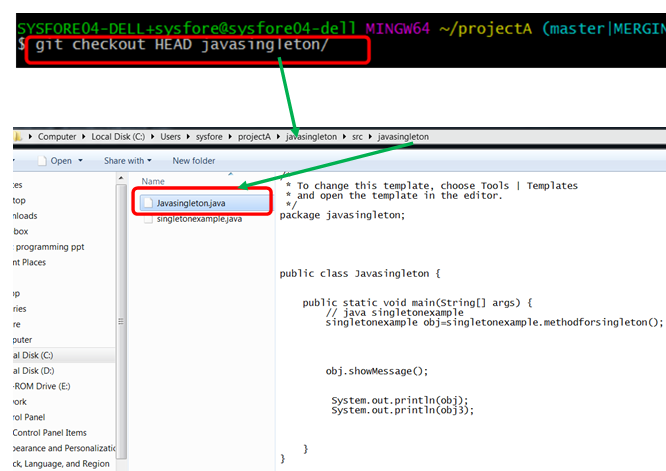 SYSFORE04-DELL+sysfore@sysfore04-dell MINGW64 ~/projectA (master|MERGIN
$ git checkout HEAD javasingleton/
Computer ▸ Local Disk (C:) ▸ Users ▸ sysfore ▸ projectA ▸ javasingleton ▸ src ▸ javasingleton
Open Share with New folder
Name
Javasingleton.java
singletonexample.java
tes
top
nloads
box
programming ppt
nt Places
op
ries
re
puter
al Disk (C:)
al Disk (D:)
-ROM Drive (E:)
work
rol Panel
Control Panel Items
pearance and Personalizatic
ck, Language, and Region
/*
* To change this template, choose Tools | Templates
* and open the template in the editor.
*/
package javasingleton;
public class Javasingleton {
public static void main(String[] args) {
// java singletonexample
singletonexample obj=singletonexample.methodforsingleton();
obj.showMessage();
System.out.println(obj);
System.out.println(obj3);
}
}